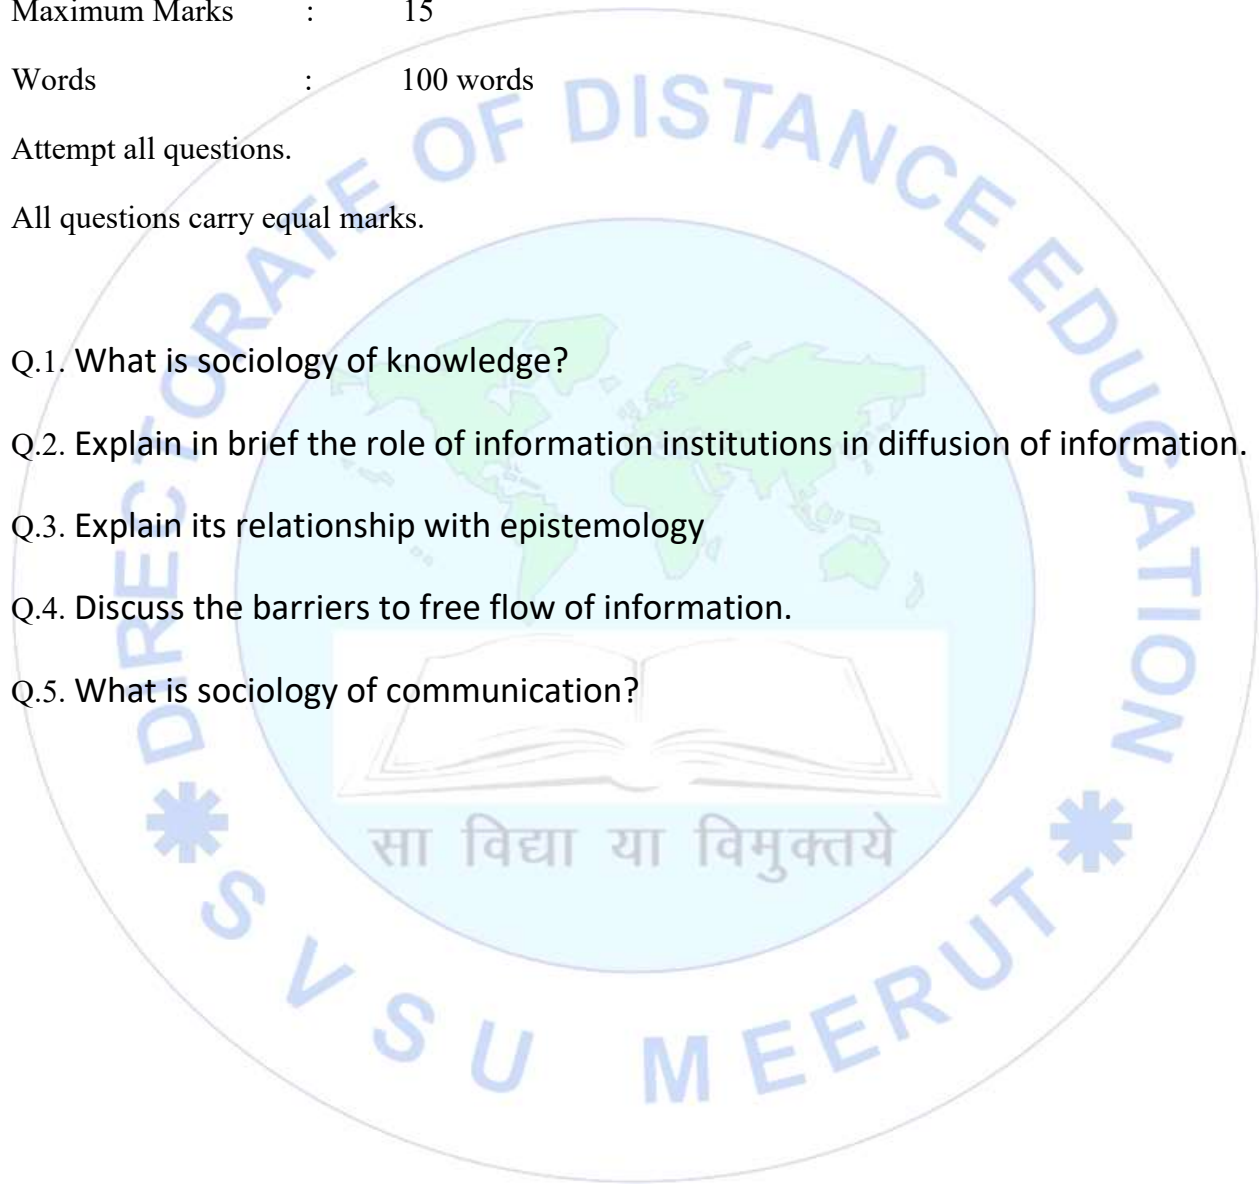 Maximum Marks : 15
Words : 100 words
Attempt all questions.
All questions carry equal marks.
Q.1. What is sociology of knowledge?
Q.2. Explain in brief the role of information institutions in diffusion of information.
Q.3. Explain its relationship with epistemology
Q.4. Discuss the barriers to free flow of information.
Q.5. What is sociology of communication?
DIRECTORATE OF DISTANCE EDUCATION
सा विद्या या विमुक्तये
SVSU MEERUT